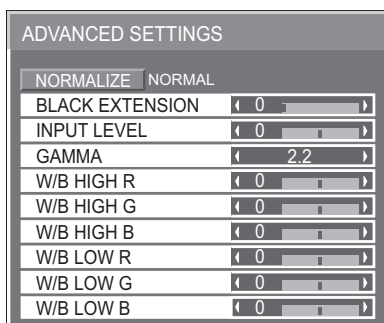 ADVANCED SETTINGS
NORMALIZE NORMAL
BLACK EXTENSION 0
INPUT LEVEL 0
GAMMA 2.2
W/B HIGH R 0
W/B HIGH G 0
W/B HIGH B 0
W/B LOW R 0
W/B LOW G 0
W/B LOW B 0